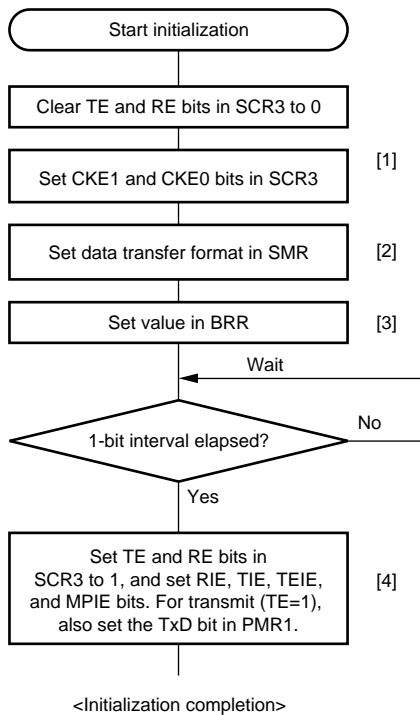 Start initialization
Clear TE and RE bits in SCR3 to 0
[1]
Set CKE1 and CKE0 bits in SCR3
Set data transfer format in SMR
[2]
Set value in BRR
[3]
Wait
1-bit interval elapsed?
No
Yes
Set TE and RE bits in
SCR3 to 1, and set RIE, TIE, TEIE,
and MPIE bits. For transmit (TE=1),
also set the TxD bit in PMR1.
[4]
<Initialization completion>